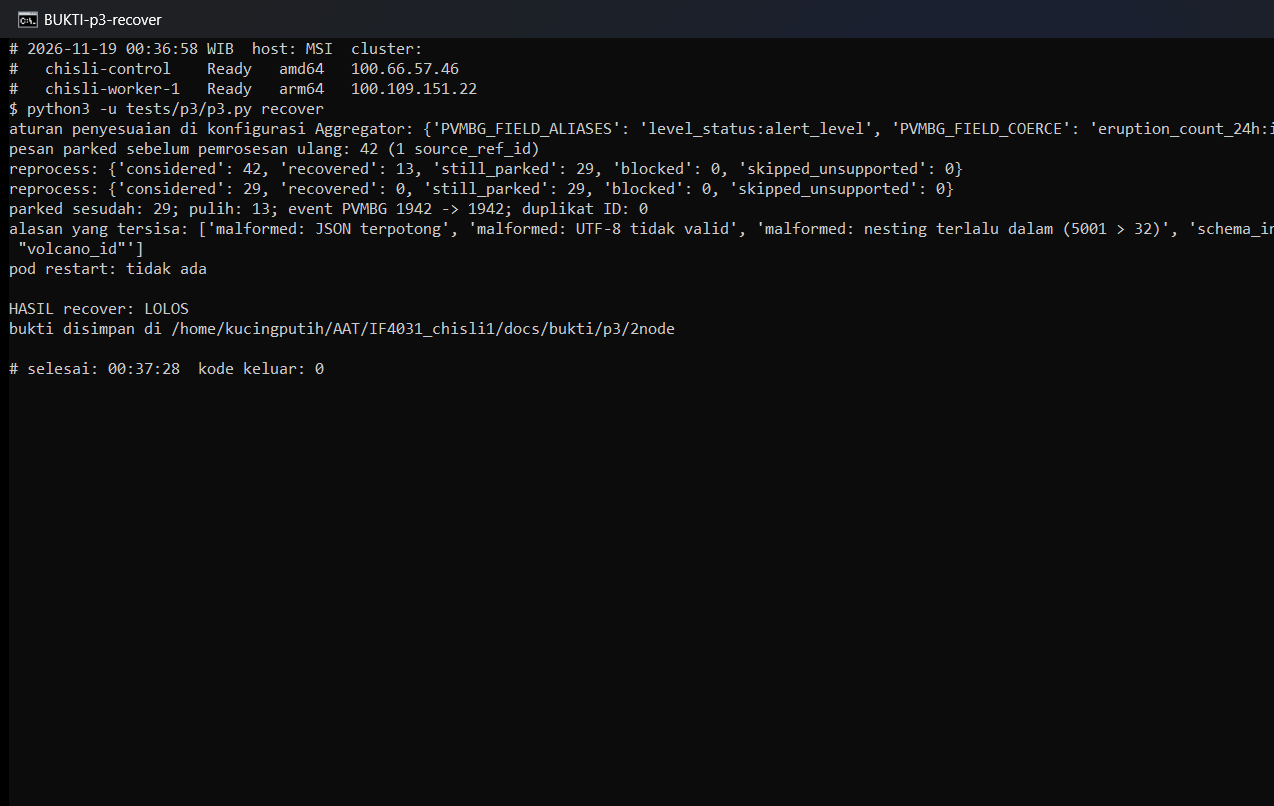 BUKTI-p3-recover
# 2026-11-19 00:36:58 WIB  host: MSI  cluster:
#   chisli-control    Ready   amd64   100.66.57.46
#   chisli-worker-1   Ready   arm64   100.109.151.22
$ python3 -u tests/p3/p3.py recover
aturan penyesuaian di konfigurasi Aggregator: {'PVMBG_FIELD_ALIASES': 'level_status:alert_level', 'PVMBG_FIELD_COERCE': 'eruption_count_24h:i
pesan parked sebelum pemrosesan ulang: 42 (1 source_ref_id)
reprocess: {'considered': 42, 'recovered': 13, 'still_parked': 29, 'blocked': 0, 'skipped_unsupported': 0}
reprocess: {'considered': 29, 'recovered': 0, 'still_parked': 29, 'blocked': 0, 'skipped_unsupported': 0}
parked sesudah: 29; pulih: 13; event PVMBG 1942 -> 1942; duplikat ID: 0
alasan yang tersisa: ['malformed: JSON terpotong', 'malformed: UTF-8 tidak valid', 'malformed: nesting terlalu dalam (5001 > 32)', 'schema_in
 "volcano_id"']
pod restart: tidak ada
HASIL recover: LOLOS
bukti disimpan di /home/kucingputih/AAT/IF4031_chisli1/docs/bukti/p3/2node
# selesai: 00:37:28  kode keluar: 0